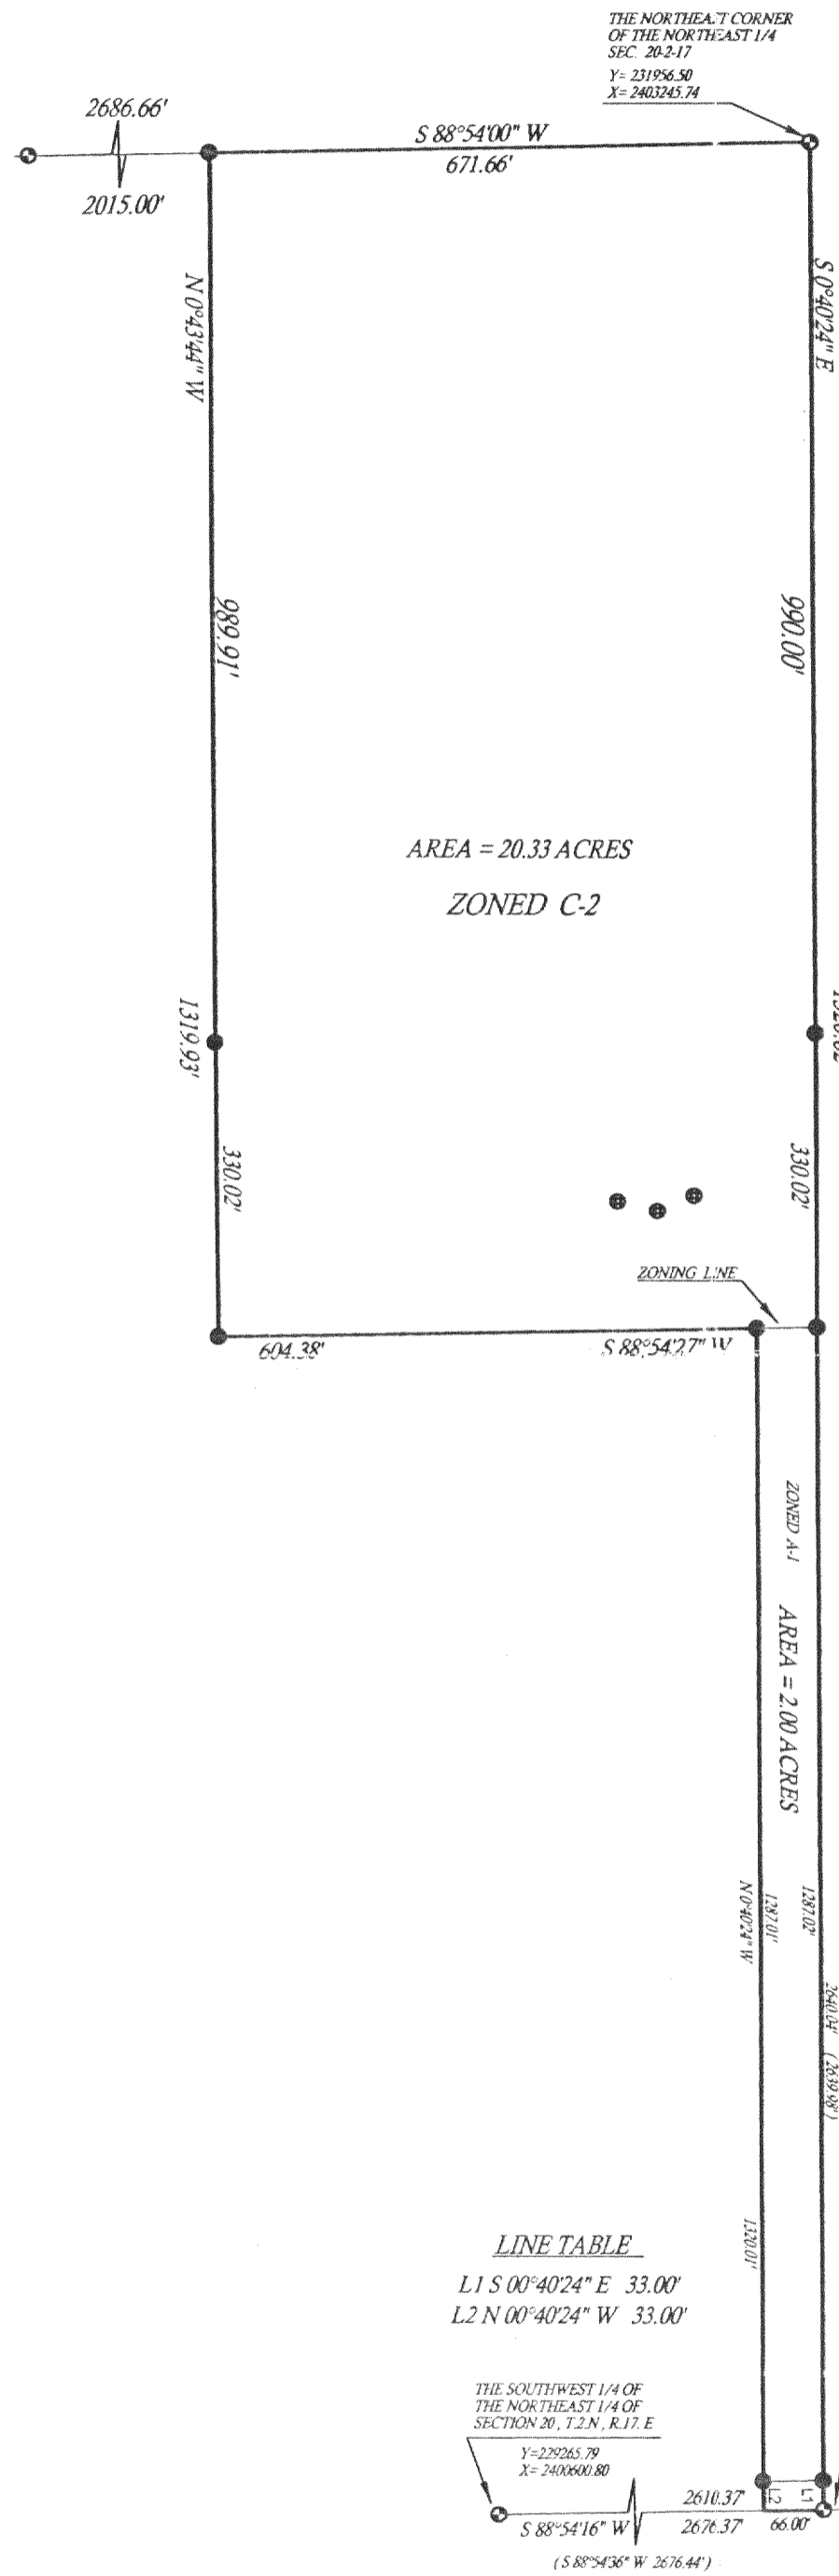 THE NORTHEAST CORNER
OF THE NORTHEAST 1/4
SEC. 20-2-17
Y= 231956.50
X= 2403245.74
2686.66'
2015.00'
S 88°54'00" W
671.66'
N 0°43'44" W
S 0°40'24" E
989.91'
990.00'
AREA = 20.33 ACRES
ZONED C-2
1319.93'
330.02'
330.02'
ZONING LINE
604.38'
S 88°54'27" W
ZONED A-1
AREA = 2.00 ACRES
N 0°40'24" W
1287.01'
1287.02'
2640.04' (2639.98')
1320.01'
LINE TABLE
L1 S 00°40'24" E 33.00'
L2 N 00°40'24" W 33.00'
THE SOUTHWEST 1/4 OF
THE NORTHEAST 1/4 OF
SECTION 20, T.2.N., R.17. E
Y=229265.79
X= 2400600.80
L2
L1
2610.37'
S 88°54'16" W
2676.37'
66.00'
(S 88°54'36" W 2676.44')